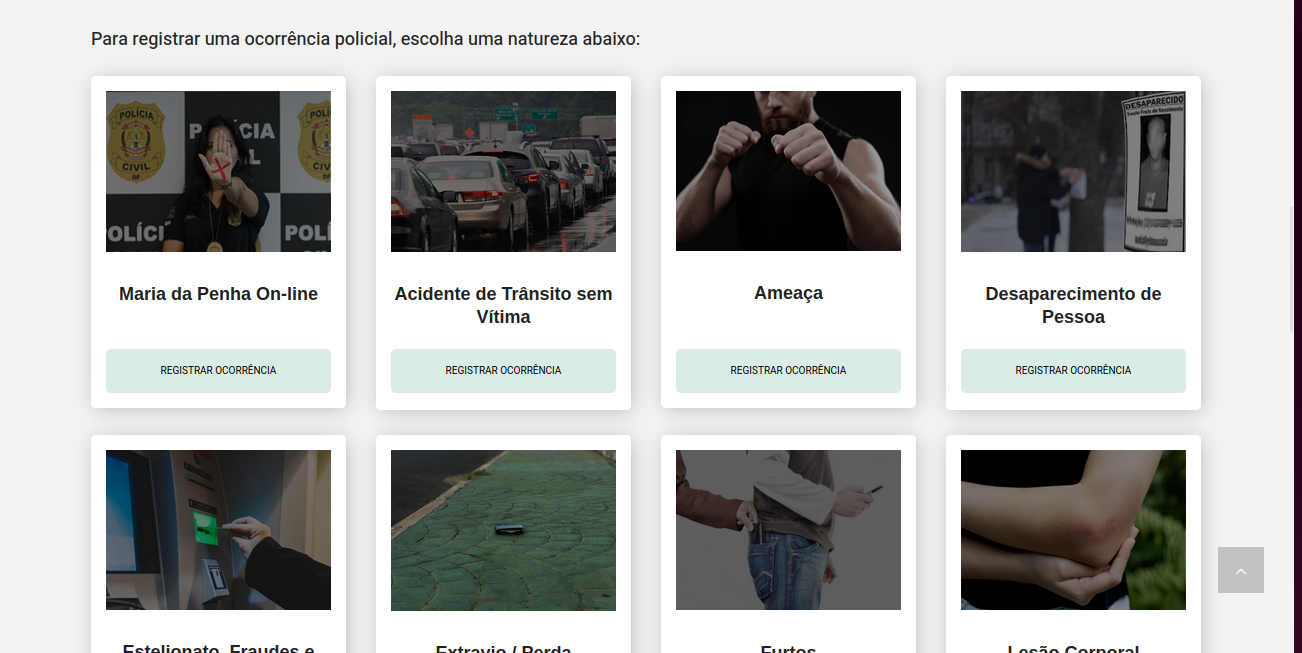 Para registrar uma ocorrência policial, escolha uma natureza abaixo:
POLÍCIA
CIVIL
DF
POLÍCIA
DESAPARECIDO
Maria da Penha On-line
Acidente de Trânsito sem
Vítima
Ameaça
Desaparecimento de
Pessoa
REGISTRAR OCORRÊNCIA
REGISTRAR OCORRÊNCIA
REGISTRAR OCORRÊNCIA
REGISTRAR OCORRÊNCIA
Estelionato, Fraudes e
Extravio / Perda
Furtos
Lesão Corporal